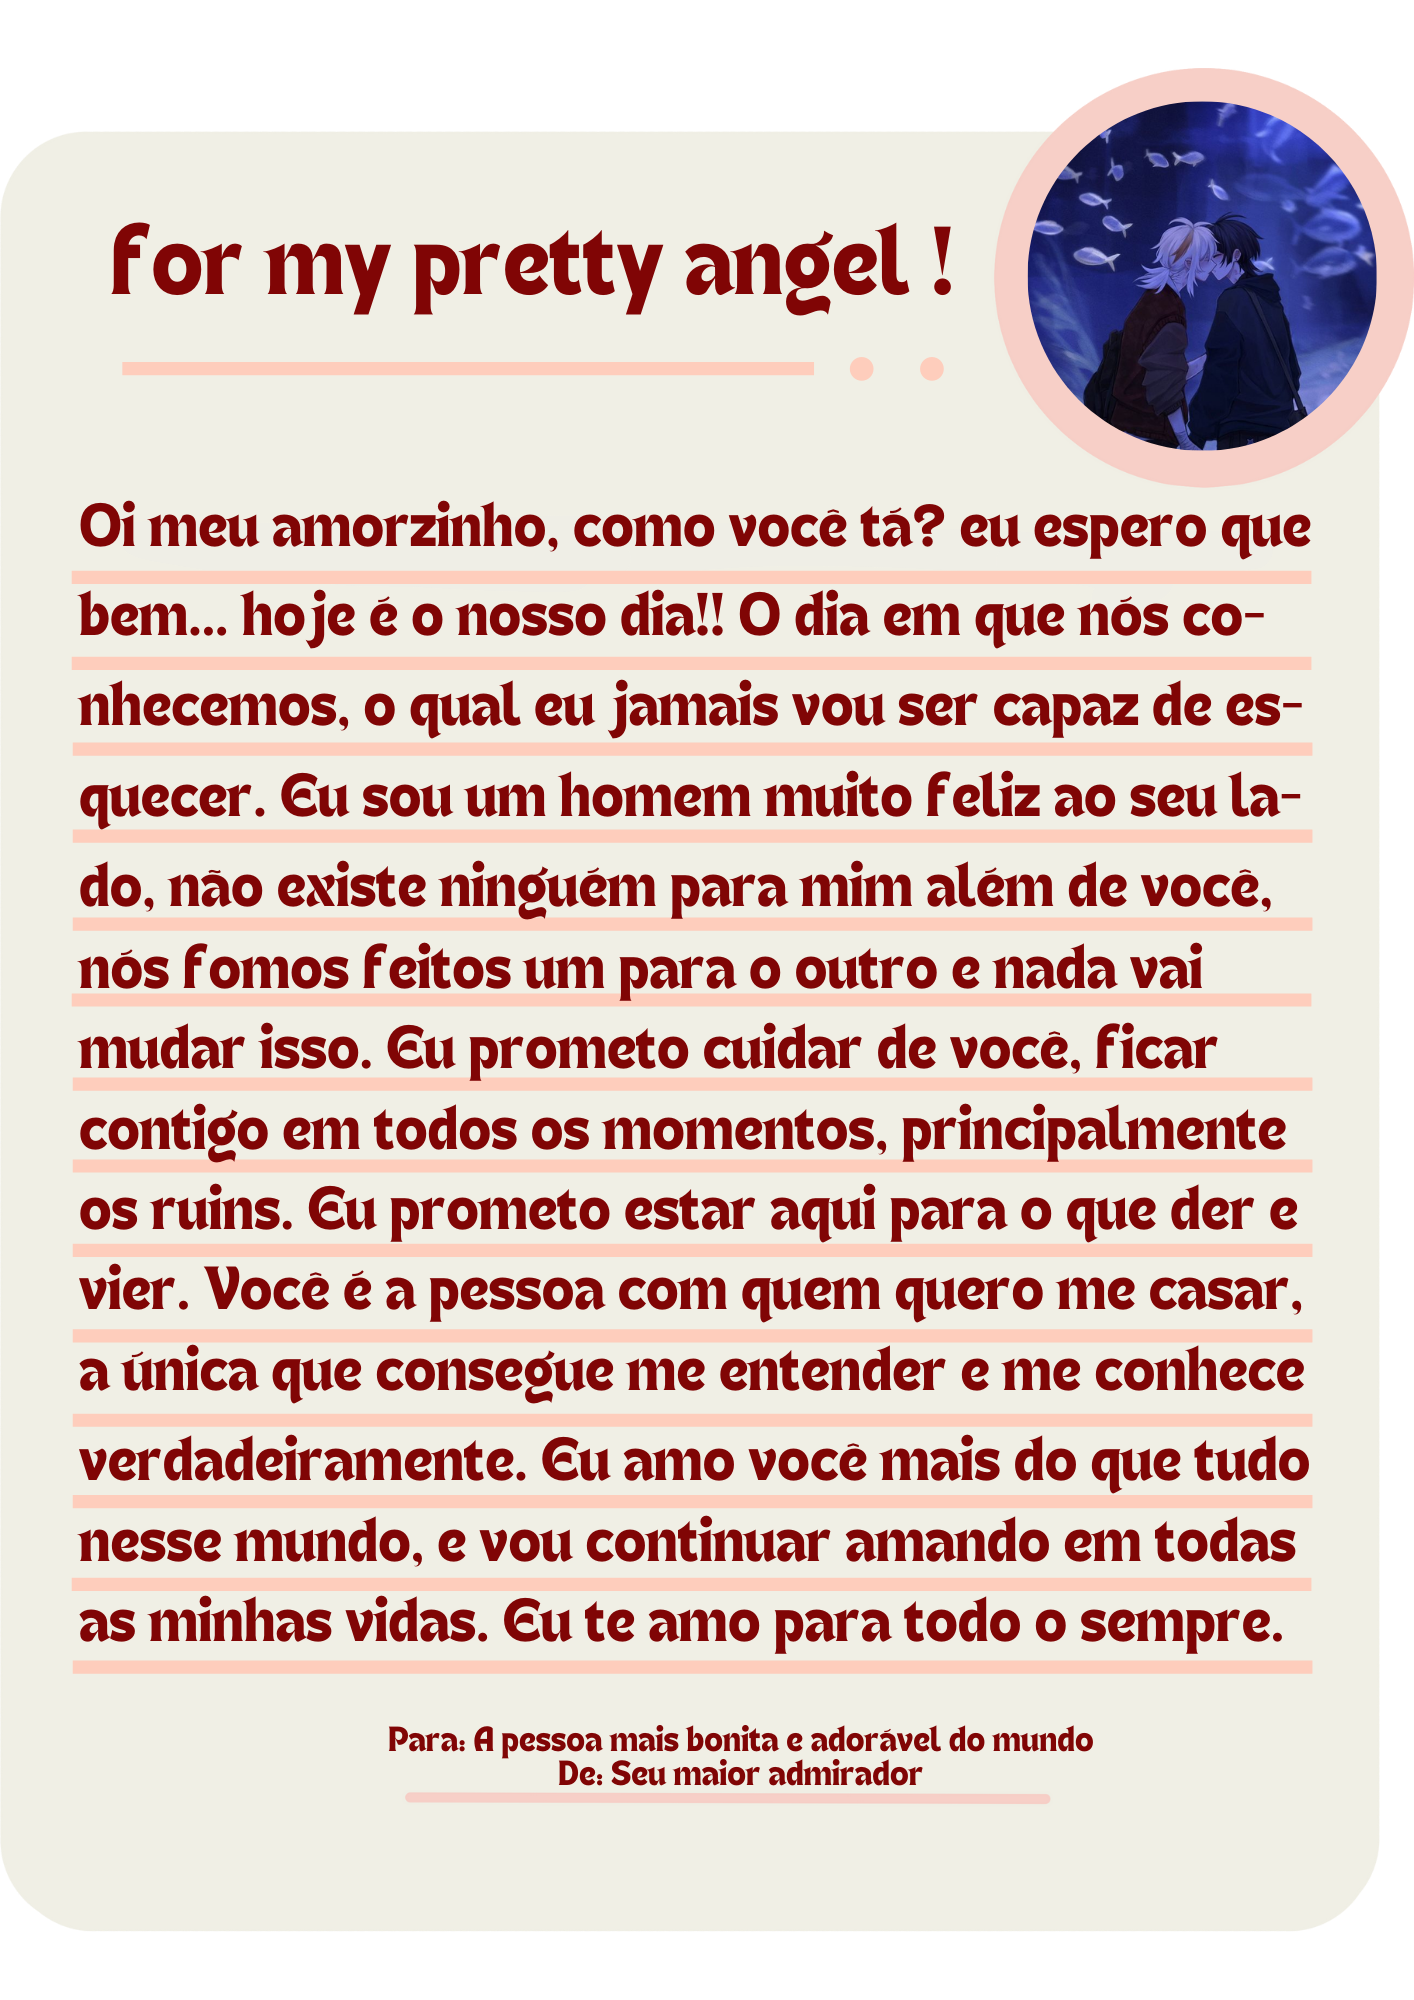 for my pretty angel !
Oi meu amorzinho, como você tá? eu espero que
bem... hoje é o nosso dia!! O dia em que nós co-
nhecemos, o qual eu jamais vou ser capaz de es-
quecer. Eu sou um homem muito feliz ao seu la-
do, não existe ninguém para mim além de você,
nós fomos feitos um para o outro e nada vai
mudar isso. Eu prometo cuidar de você, ficar
contigo em todos os momentos, principalmente
os ruins. Eu prometo estar aqui para o que der e
vier. Você é a pessoa com quem quero me casar,
a única que consegue me entender e me conhece
verdadeiramente. Eu amo você mais do que tudo
nesse mundo, e vou continuar amando em todas
as minhas vidas. Eu te amo para todo o sempre.
Para: A pessoa mais bonita e adorável do mundo
De: Seu maior admirador